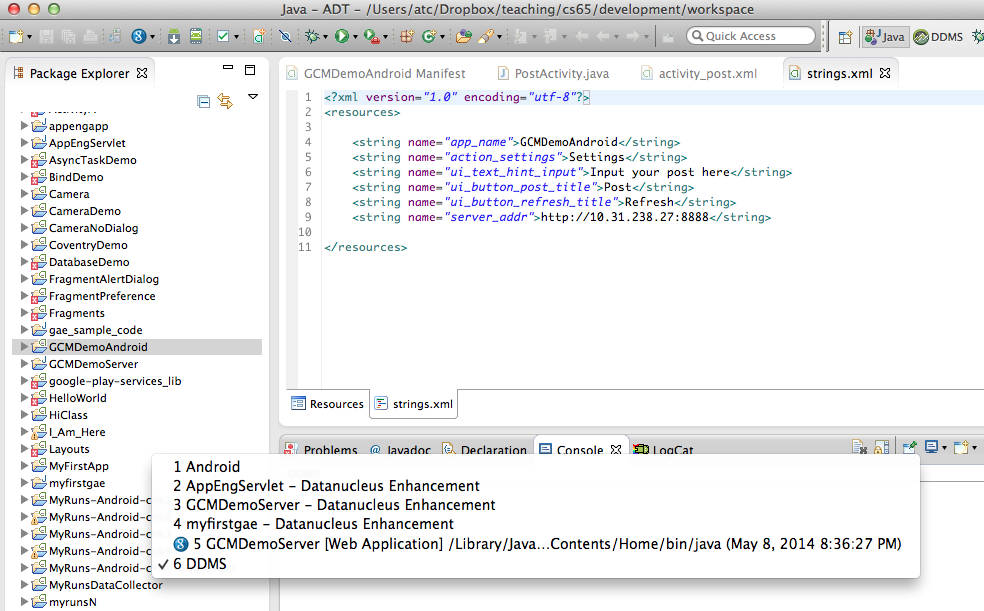 Java - ADT - /Users/atc/Dropbox/teaching/cs65/development/workspace
Quick Access
Java
DDMS
Package Explorer
appengapp
AppEngServlet
AsyncTaskDemo
BindDemo
Camera
CameraDemo
CameraNoDialog
CoventryDemo
DatabaseDemo
FragmentAlertDialog
FragmentPreference
Fragments
gae_sample_code
GCMDemoAndroid
GCMDemoServer
google-play-services_lib
HelloWorld
HiClass
I_Am_Here
Layouts
MyFirstApp
myfirstgae
MyRuns-Android-c
MyRuns-Android-c
MyRuns-Android-c
MyRuns-Android-c
MyRuns-Android-c
MyRunsDataCollector
myrunsN
GCMDemoAndroid Manifest
PostActivity.java
activity_post.xml
strings.xml
1 <?xml version="1.0" encoding="utf-8"?>
2 <resources>
3
4 <string name="app_name">GCMDemoAndroid</string>
5 <string name="action_settings">Settings</string>
6 <string name="ui_text_hint_input">Input your post here</string>
7 <string name="ui_button_post_title">Post</string>
8 <string name="ui_button_refresh_title">Refresh</string>
9 <string name="server_addr">http://10.31.238.27:8888</string>
10
11 </resources>
Resources
strings.xml
Problems
@ Javadoc
Declaration
Console
LogCat
1 Android
2 AppEngServlet – Datanucleus Enhancement
3 GCMDemoServer – Datanucleus Enhancement
4 myfirstgae – Datanucleus Enhancement
5 GCMDemoServer [Web Application] /Library/Java...Contents/Home/bin/java (May 8, 2014 8:36:27 PM)
✓ 6 DDMS